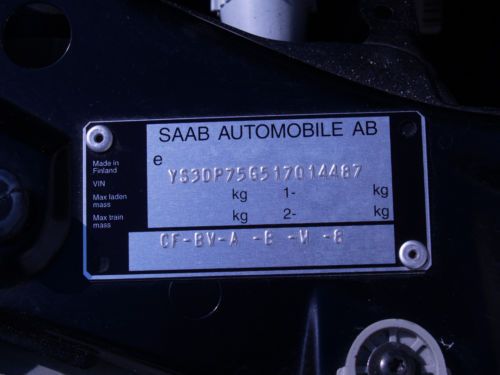 SAAB AUTOMOBILE AB
e
Made in
Finland
YS3DP75G517014487
VIN
Max laden
mass
kg 1- kg
Max train
mass
kg 2- kg
CF-BV-A -B -M -8